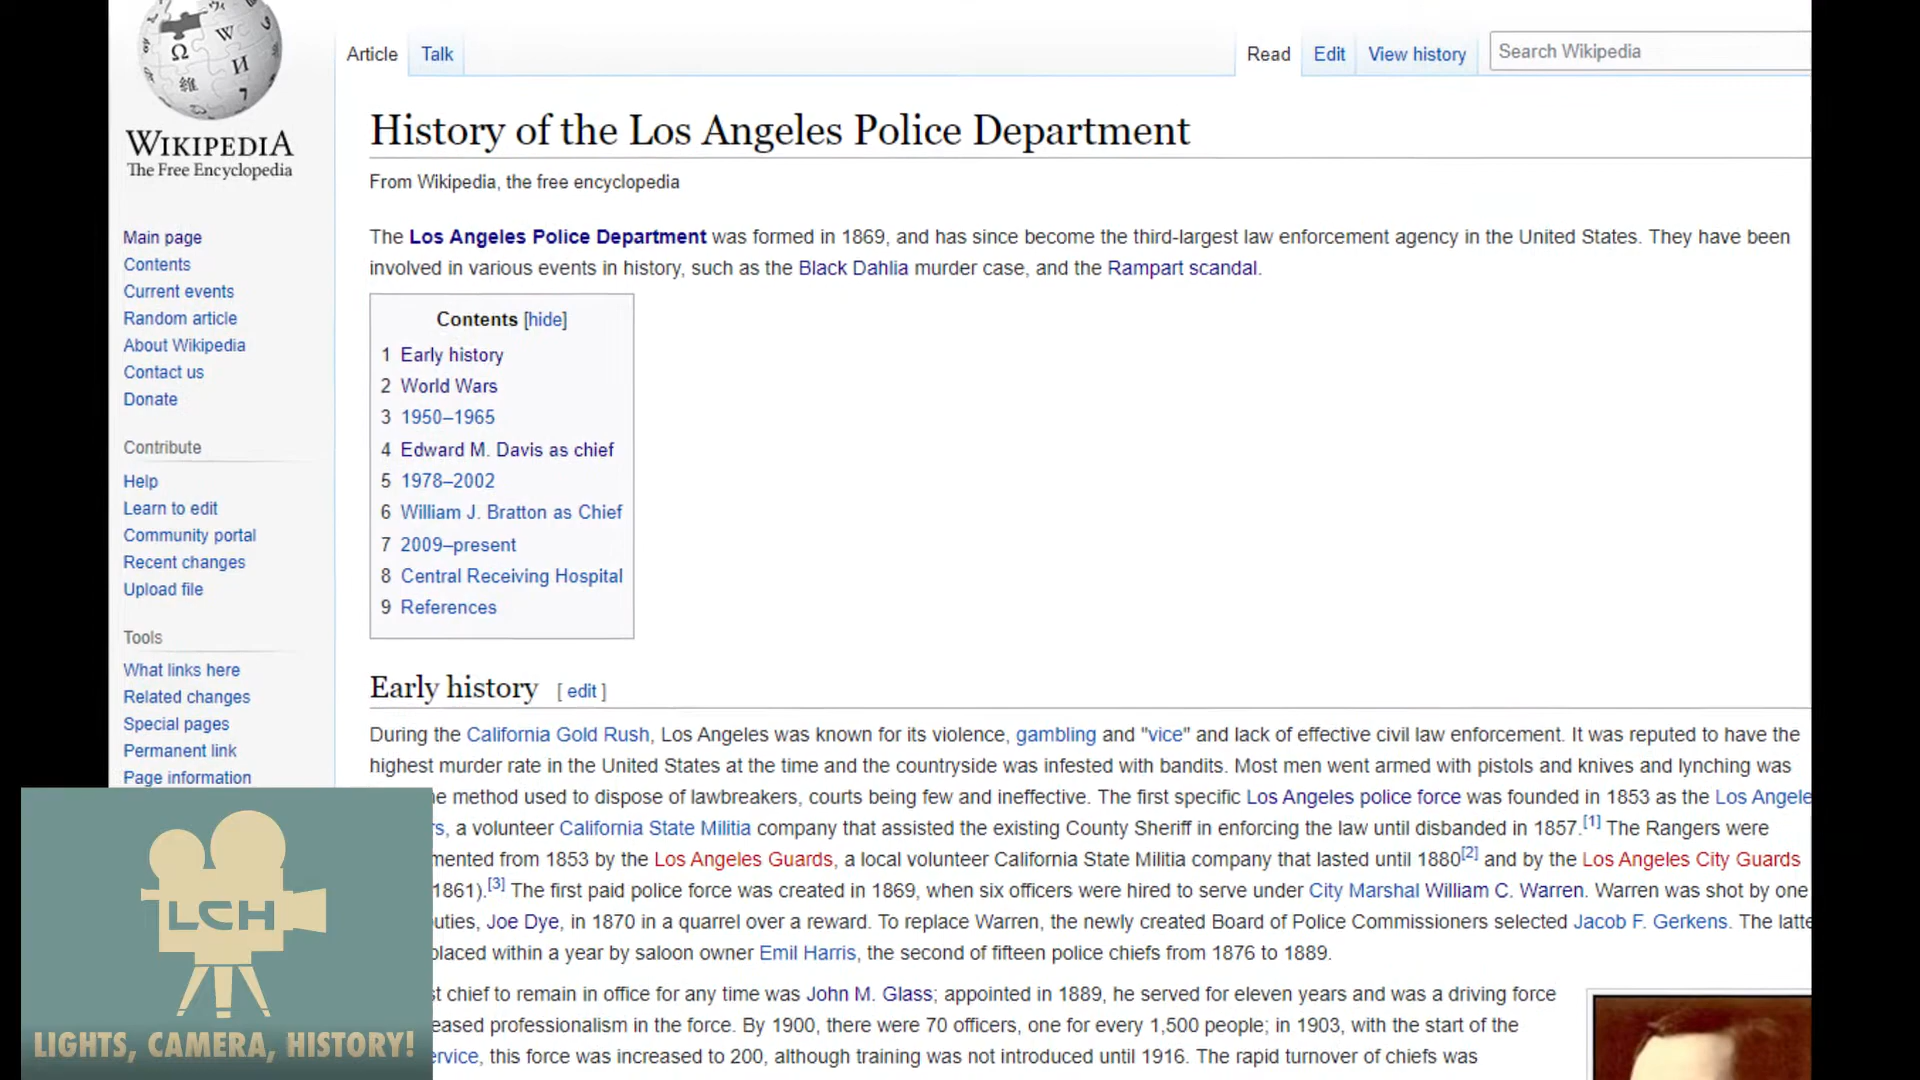 Article
Talk
Read
Edit
View history
Search Wikipedia
WIKIPEDIA
The Free Encyclopedia
Main page
Contents
Current events
Random article
About Wikipedia
Contact us
Donate
Contribute
Help
Learn to edit
Community portal
Recent changes
Upload file
Tools
What links here
Related changes
Special pages
Permanent link
Page information
History of the Los Angeles Police Department
From Wikipedia, the free encyclopedia
The Los Angeles Police Department was formed in 1869, and has since become the third-largest law enforcement agency in the United States. They have been
involved in various events in history, such as the Black Dahlia murder case, and the Rampart scandal.
Contents [hide]
1 Early history
2 World Wars
3 1950–1965
4 Edward M. Davis as chief
5 1978–2002
6 William J. Bratton as Chief
7 2009–present
8 Central Receiving Hospital
9 References
Early history [ edit ]
During the California Gold Rush, Los Angeles was known for its violence, gambling and "vice" and lack of effective civil law enforcement. It was reputed to have the
highest murder rate in the United States at the time and the countryside was infested with bandits. Most men went armed with pistols and knives and lynching was
method used to dispose of lawbreakers, courts being few and ineffective. The first specific Los Angeles police force was founded in 1853 as the Los Angele
, a volunteer California State Militia company that assisted the existing County Sheriff in enforcing the law until disbanded in 1857.[1] The Rangers were
mented from 1853 by the Los Angeles Guards, a local volunteer California State Militia company that lasted until 1880[2] and by the Los Angeles City Guards
1861).[3] The first paid police force was created in 1869, when six officers were hired to serve under City Marshal William C. Warren. Warren was shot by one
uties, Joe Dye, in 1870 in a quarrel over a reward. To replace Warren, the newly created Board of Police Commissioners selected Jacob F. Gerkens. The latte
placed within a year by saloon owner Emil Harris, the second of fifteen police chiefs from 1876 to 1889.
st chief to remain in office for any time was John M. Glass; appointed in 1889, he served for eleven years and was a driving force
eased professionalism in the force. By 1900, there were 70 officers, one for every 1,500 people; in 1903, with the start of the
ervice, this force was increased to 200, although training was not introduced until 1916. The rapid turnover of chiefs was
LCH
LIGHTS, CAMERA, HISTORY!